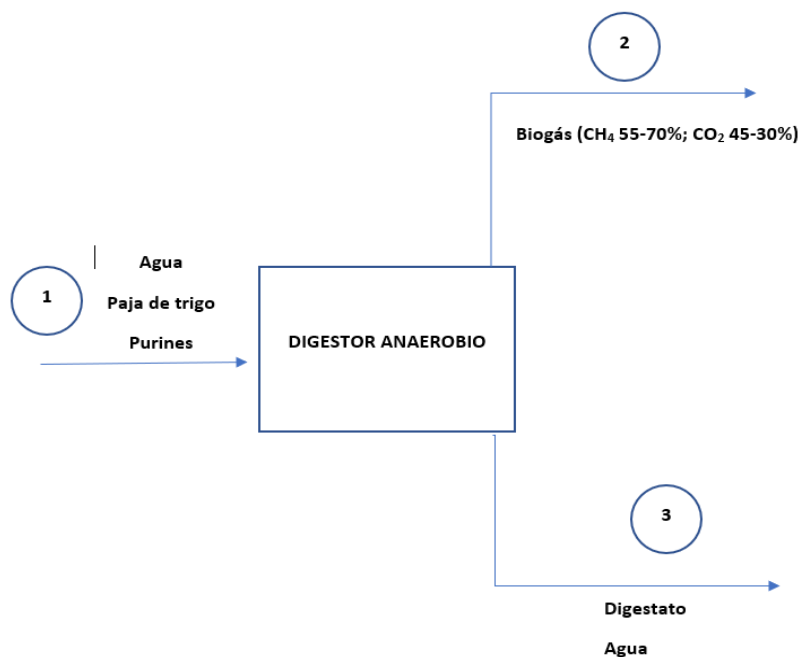 2
Biogás (CH₄ 55-70%; CO₂ 45-30%)
1
Agua
Paja de trigo
Purines
DIGESTOR ANAEROBIO
3
Digestato
Agua